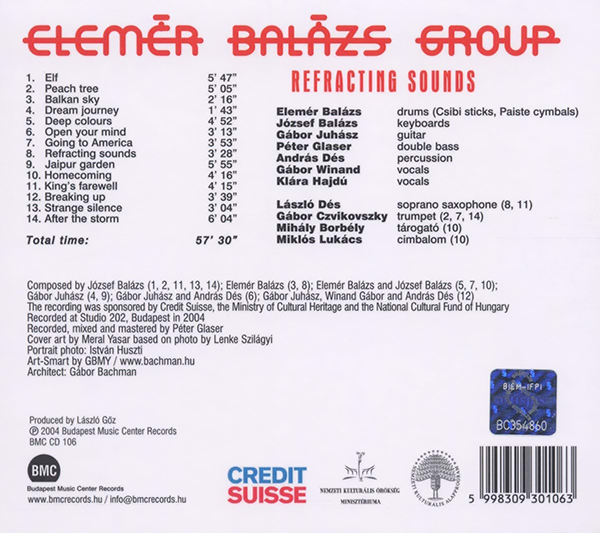 ELEMÉR BALÁZS GROUP
REFRACTING SOUNDS
1. Elf 5' 47"
2. Peach tree 5' 05"
3. Balkan sky 2' 16"
4. Dream journey 1' 43"
5. Deep colours 4' 52"
6. Open your mind 3' 13"
7. Going to America 3' 53"
8. Refracting sounds 3' 28"
9. Jaipur garden 5' 55"
10. Homecoming 4' 16"
11. King's farewell 4' 15"
12. Breaking up 3' 39"
13. Strange silence 3' 04"
14. After the storm 6' 04"
Total time: 57' 30"
Elemér Balázs drums (Csibi sticks, Paiste cymbals)
József Balázs keyboards
Gábor Juhász guitar
Péter Glaser double bass
András Dés percussion
Gábor Winand vocals
Klára Hajdú vocals
László Dés soprano saxophone (8, 11)
Gábor Czvikovszky trumpet (2, 7, 14)
Mihály Borbély tárogató (10)
Miklós Lukács cimbalom (10)
Composed by József Balázs (1, 2, 11, 13, 14); Elemér Balázs (3, 8); Elemér Balázs and József Balázs (5, 7, 10);
Gábor Juhász (4, 9); Gábor Juhász and András Dés (6); Gábor Juhász, Winand Gábor and András Dés (12)
The recording was sponsored by Credit Suisse, the Ministry of Cultural Heritage and the National Cultural Fund of Hungary
Recorded at Studio 202, Budapest in 2004
Recorded, mixed and mastered by Péter Glaser
Cover art by Meral Yasar based on photo by Lenke Szilágyi
Portrait photo: István Huszti
Art-Smart by GBMY / www.bachman.hu
Architect: Gábor Bachman
Produced by László Gőz
℗ 2004 Budapest Music Center Records
BMC CD 106
BIEM-IFPI
BC354860
BMC
Budapest Music Center Records
www.bmcrecords.hu / info@bmcrecords.hu
CREDIT
SUISSE
NEMZETI KULTURÁLIS ÖRÖKSÉG
MINISZTÉRIUMA
NEMZETI KULTURÁLIS ALAPPROGRAM
5 998309 301063